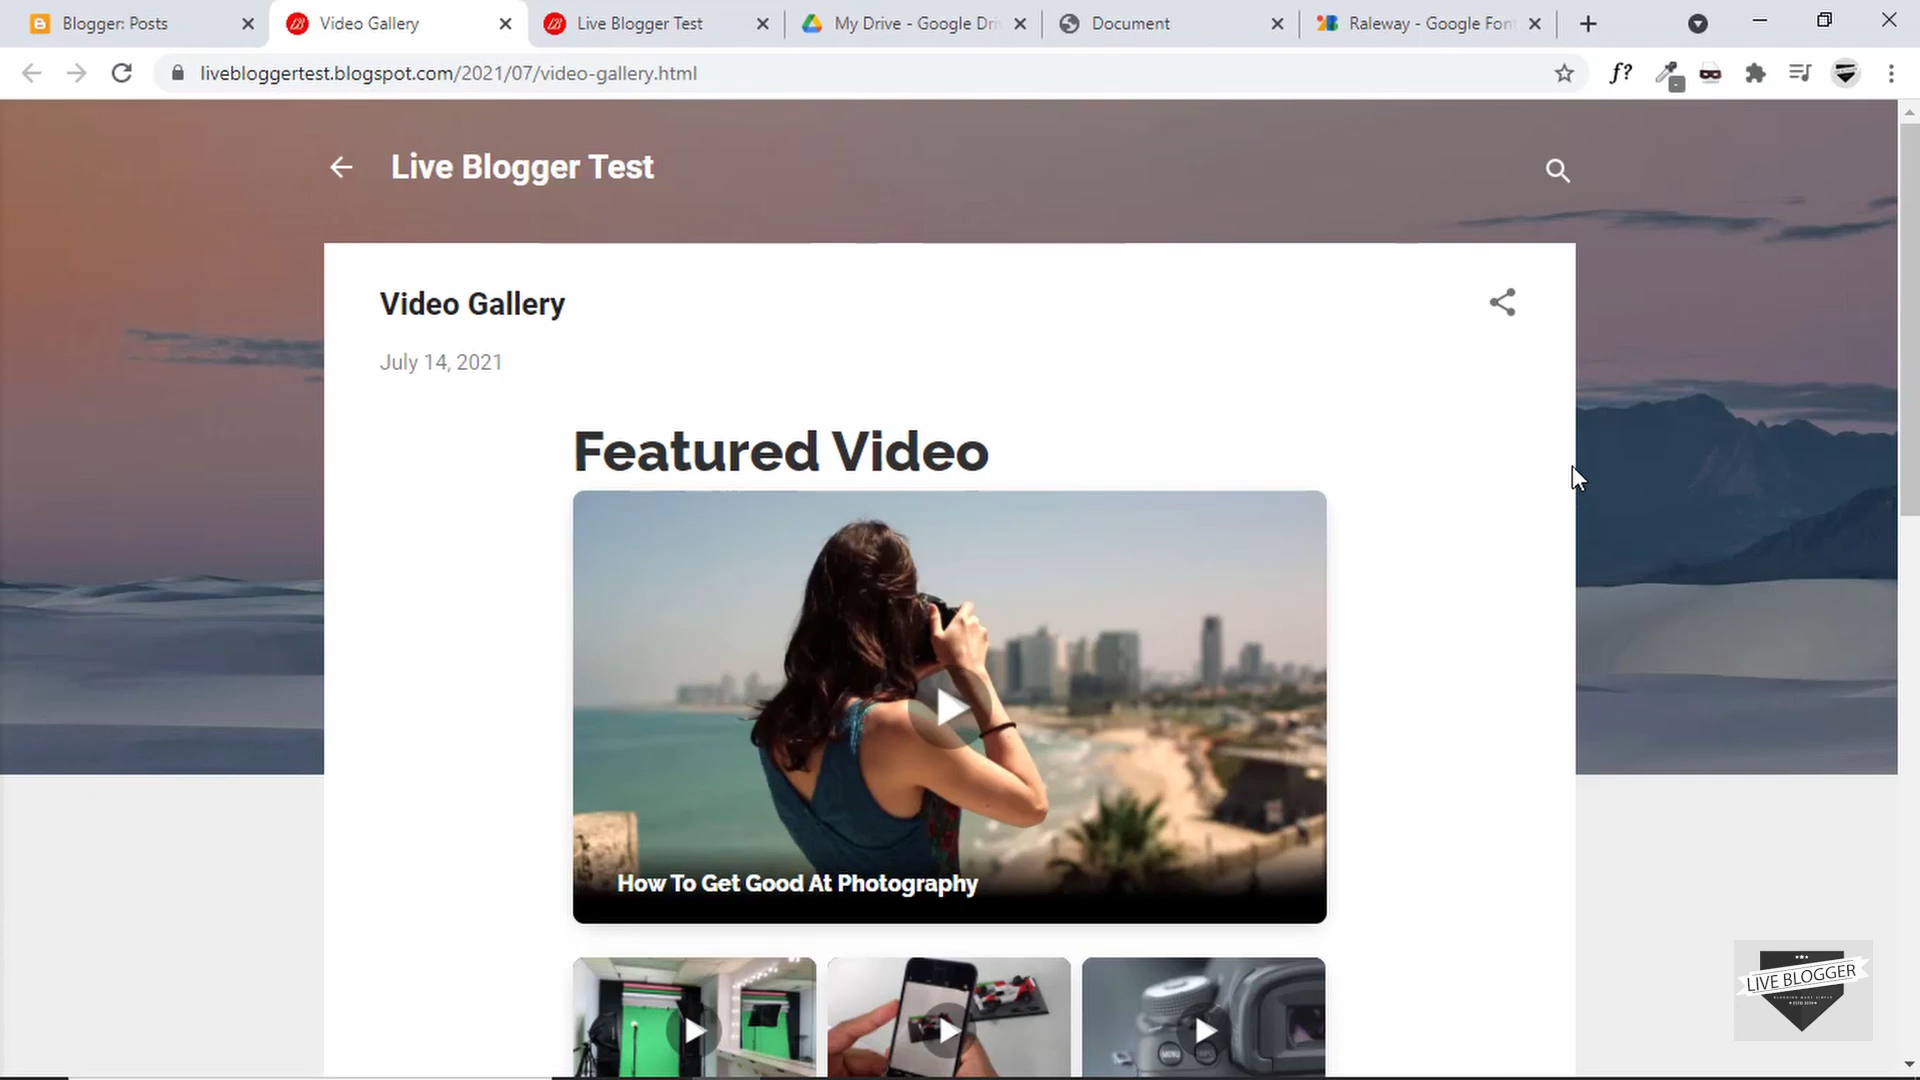 Blogger: Posts
Video Gallery
Live Blogger Test
My Drive - Google Dri
Document
Raleway - Google Font
livebloggertest.blogspot.com/2021/07/video-gallery.html
f?
Live Blogger Test
Video Gallery
July 14, 2021
Featured Video
How To Get Good At Photography
MENU
LIVE BLOGGER